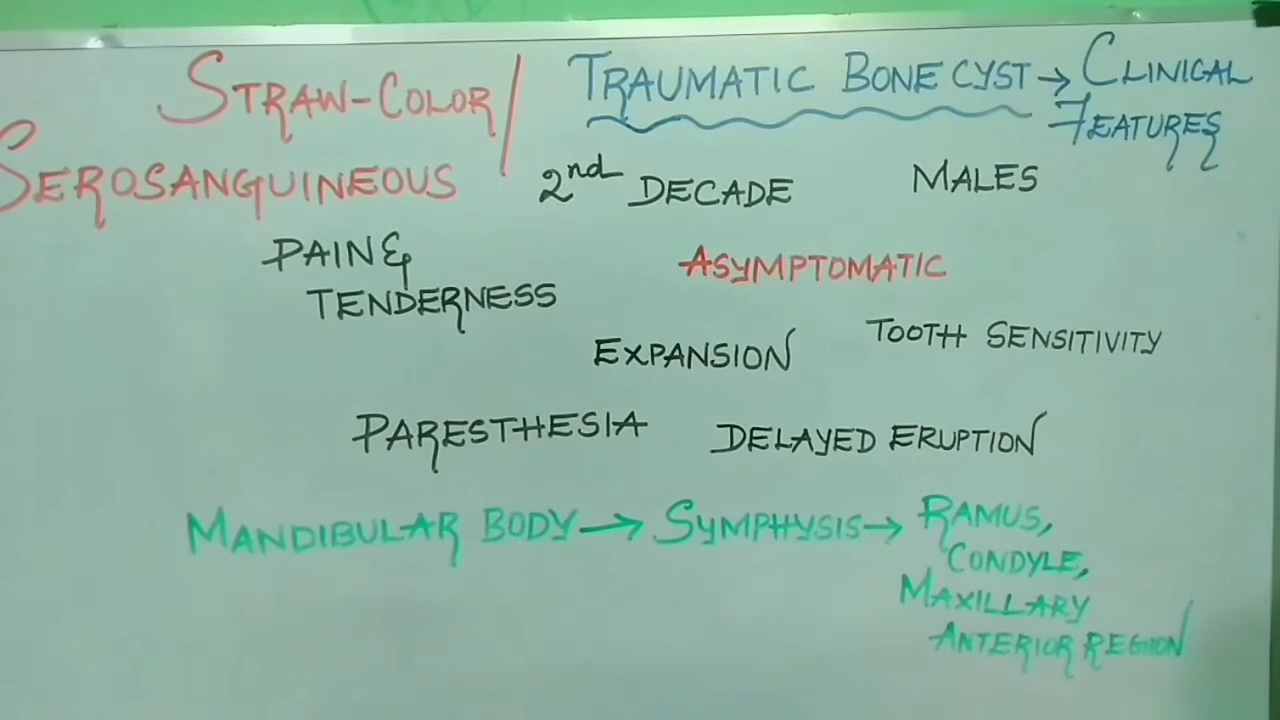 STRAW-COLOR/
SEROSANGUINEOUS
TRAUMATIC BONE CYST → CLINICAL
FEATURES
2nd DECADE
MALES
PAIN &
TENDERNESS
ASYMPTOMATIC
EXPANSION
TOOTH SENSITIVITY
PARESTHESIA
DELAYED ERUPTION
MANDIBULAR BODY → SYMPHYSIS → RAMUS,
CONDYLE,
MAXILLARY
ANTERIOR REGION